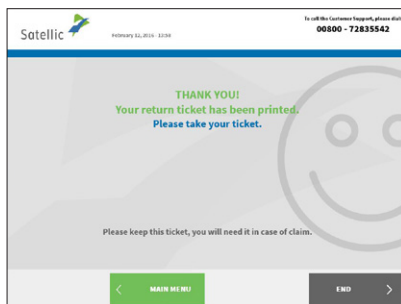 To call the Customer Support, please dial:
Satellic
February 12, 2016 - 13:50
00800 - 72835542
THANK YOU!
Your return ticket has been printed.
Please take your ticket.
Please keep this ticket, you will need it in case of claim.
MAIN MENU
END